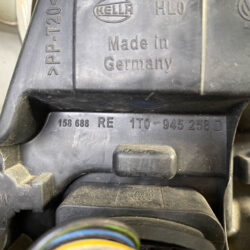 HELLA HL0
>PP-T20<
Made in
Germany
158 688 RE 1T0-945 258 B